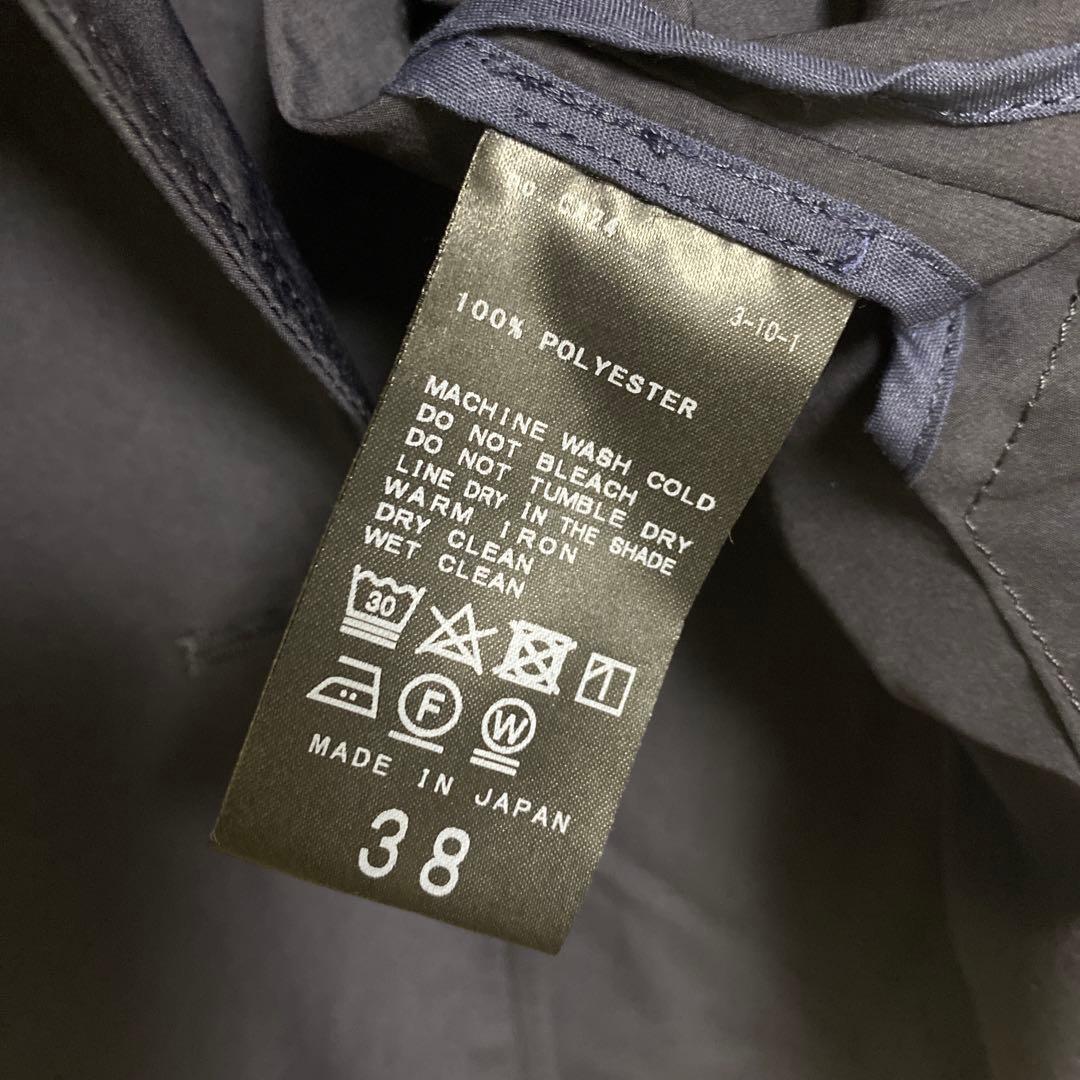 3-10-1
100% POLYESTER
MACHINE WASH COLD
DO NOT BLEACH
DO NOT TUMBLE DRY
LINE DRY IN THE SHADE
WARM IRON
DRY CLEAN
WET CLEAN
30
F
W
MADE IN JAPAN
38